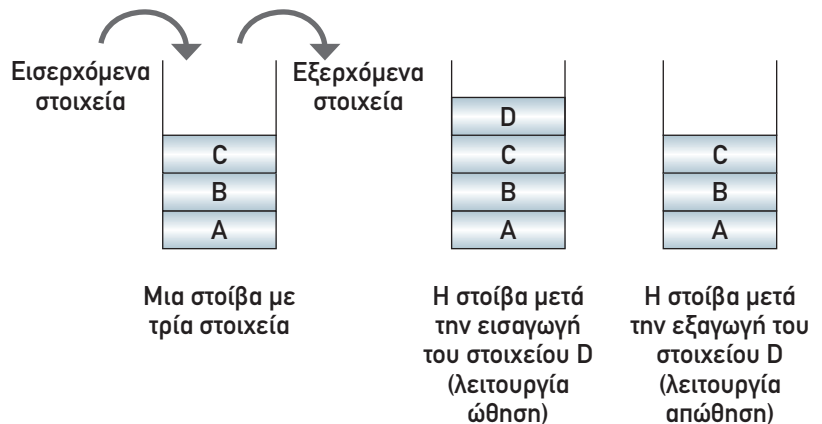 Εισερχόμενα
στοιχεία
Εξερχόμενα
στοιχεία
C
B
A
D
C
B
A
C
B
A
Μια στοίβα με
τρία στοιχεία
Η στοίβα μετά
την εισαγωγή
του στοιχείου D
(λειτουργία
ώθηση)
Η στοίβα μετά
την εξαγωγή του
στοιχείου D
(λειτουργία
απώθηση)